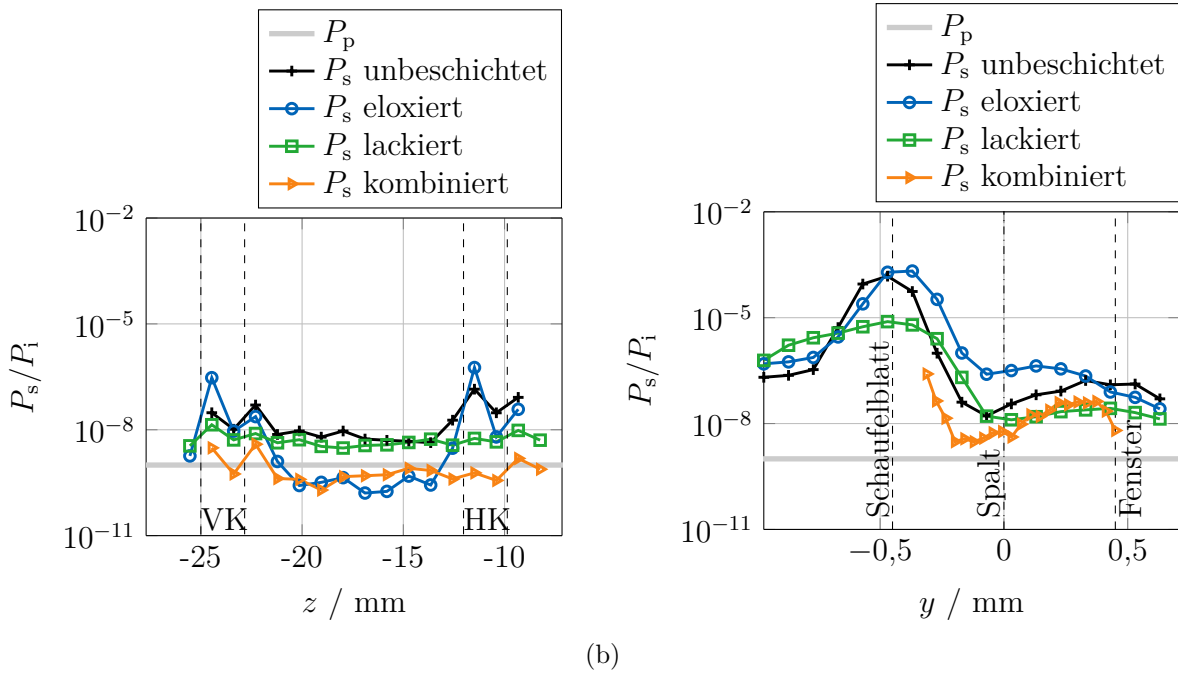 P_p
P_s unbeschichtet
P_s eloxiert
P_s lackiert
P_s kombiniert
10^−2
10^−5
10^−8
10^−11
P_s/P_i
VK
HK
-25
-20
-15
-10
z / mm
P_p
P_s unbeschichtet
P_s eloxiert
P_s lackiert
P_s kombiniert
10^−2
10^−5
10^−8
10^−11
P_s/P_i
Schaufelblatt
Spalt
Fenster
−0,5
0
0,5
y / mm
(b)